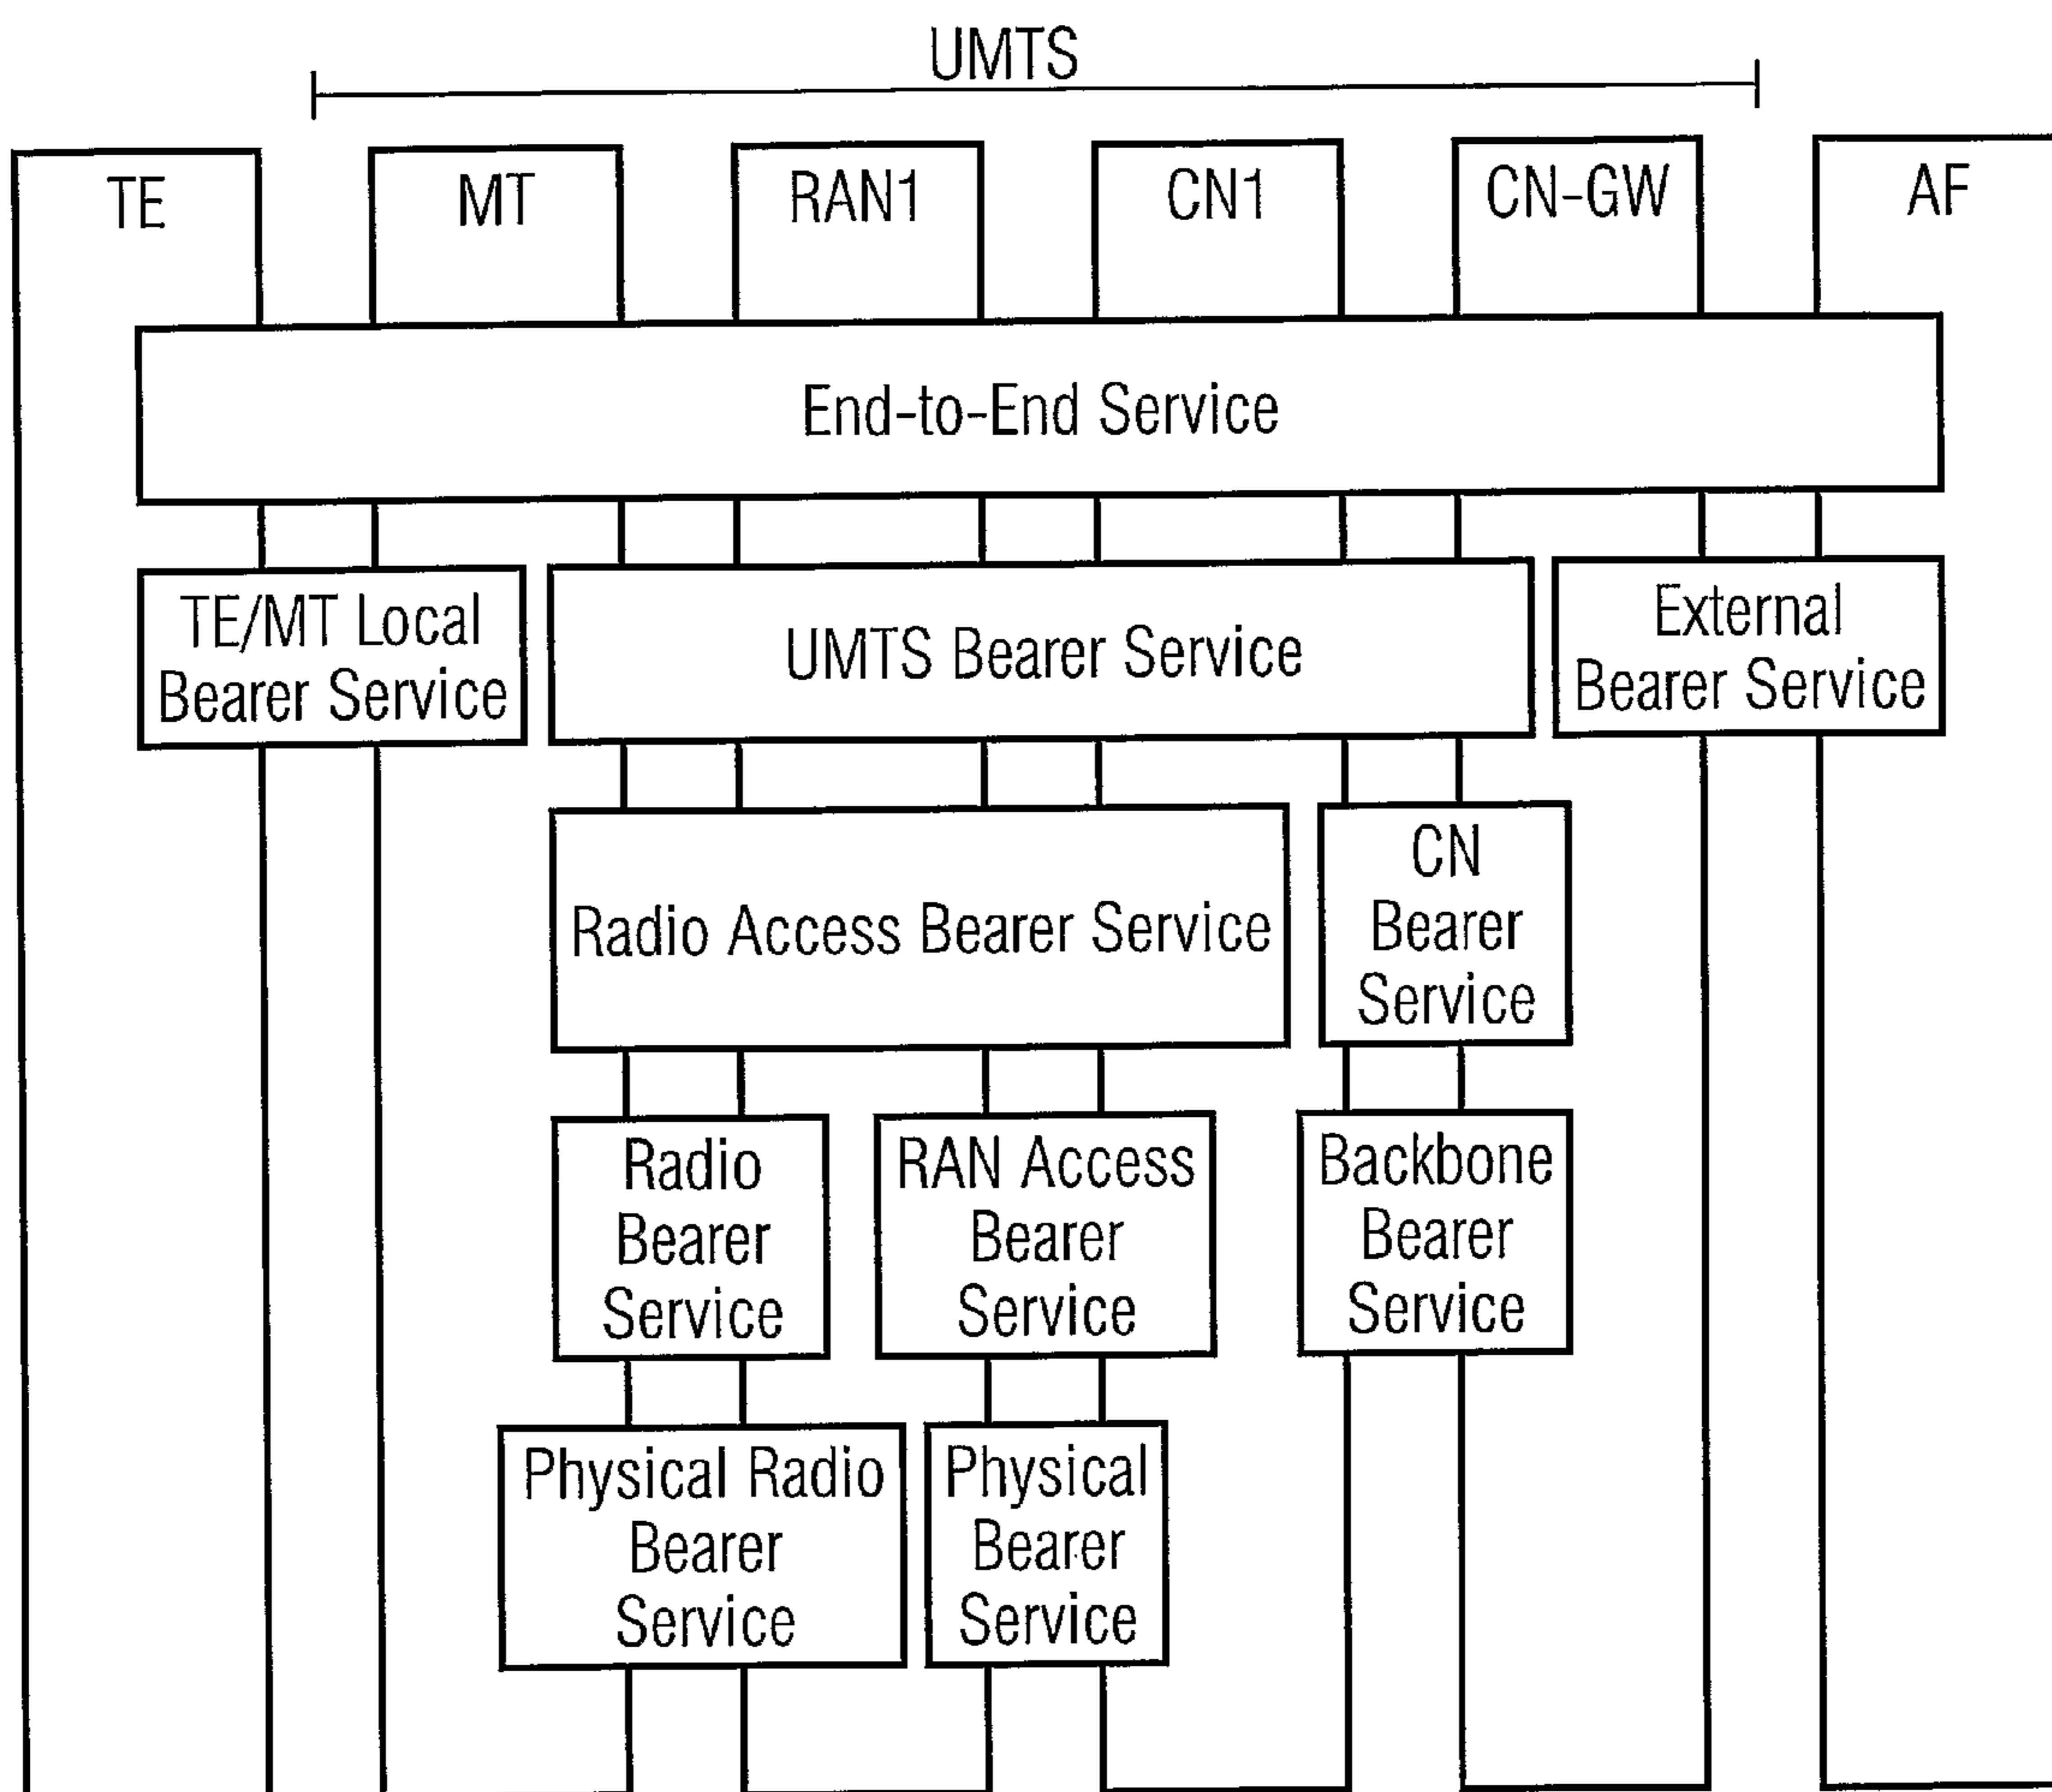 UMTS
TE
MT
RAN1
CN1
CN-GW
AF
End-to-End Service
TE/MT Local
Bearer Service
UMTS Bearer Service
External
Bearer Service
Radio Access Bearer Service
CN
Bearer
Service
Radio
Bearer
Service
RAN Access
Bearer
Service
Backbone
Bearer
Service
Physical Radio
Bearer
Service
Physical
Bearer
Service